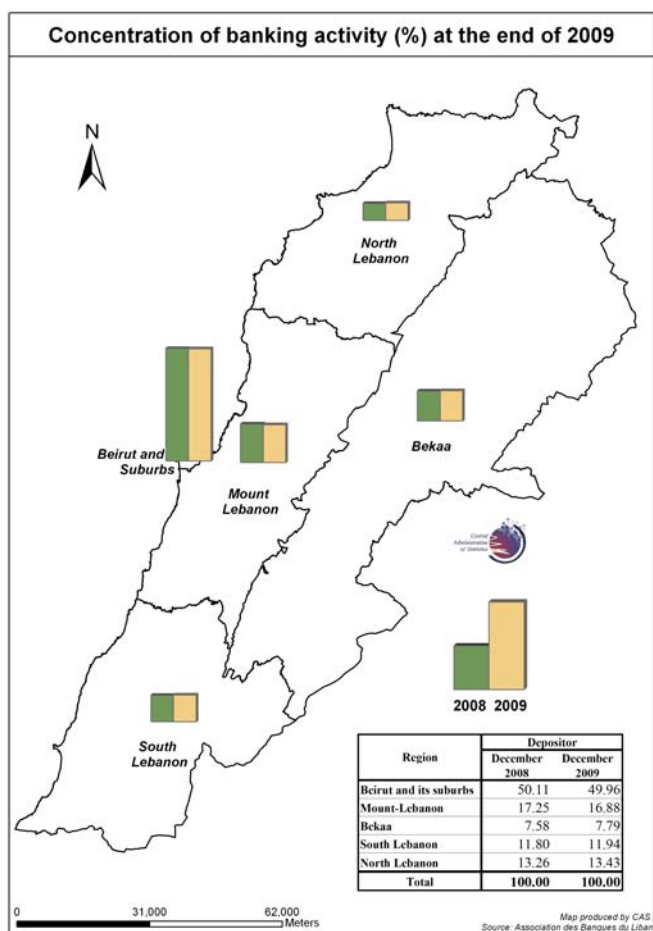 Concentration of banking activity (%) at the end of 2009
N
North
Lebanon
Beirut and
Suburbs
Mount
Lebanon
Bekaa
Central
Administration
of Statistics
2008 2009
South
Lebanon
Region Depositor
December 2008 December 2009
Beirut and its suburbs 50.11 49.96
Mount-Lebanon 17.25 16.88
Bekaa 7.58 7.79
South Lebanon 11.80 11.94
North Lebanon 13.26 13.43
Total 100.00 100.00
0 31,000 62,000
Meters
Map produced by CAS.
Source: Association des Banques du Liban